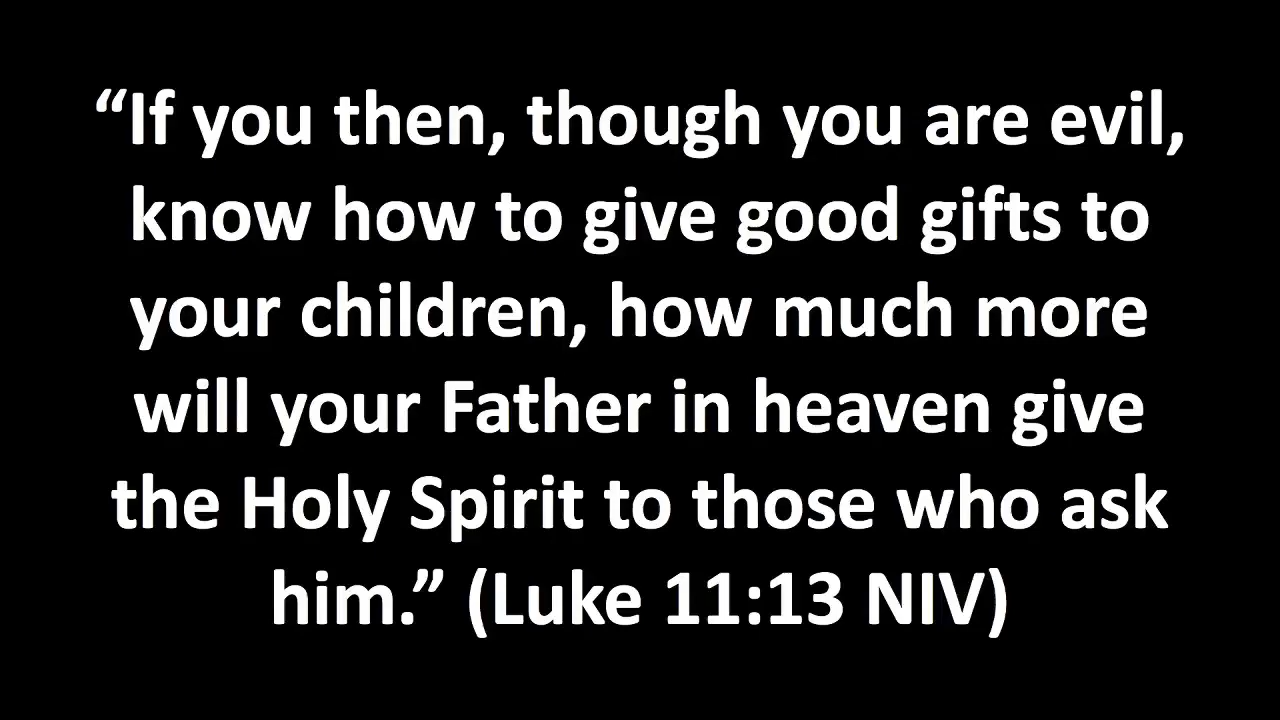 “If you then, though you are evil,
know how to give good gifts to
your children, how much more
will your Father in heaven give
the Holy Spirit to those who ask
him.” (Luke 11:13 NIV)